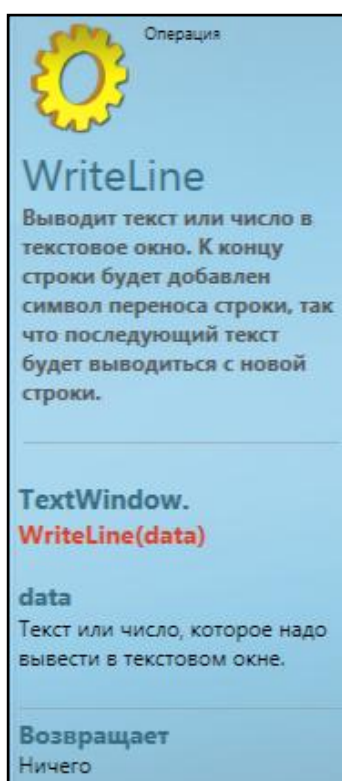 Операция
WriteLine
Выводит текст или число в
текстовое окно. К концу
строки будет добавлен
символ переноса строки, так
что последующий текст
будет выводиться с новой
строки.
TextWindow.
WriteLine(data)
data
Текст или число, которое надо
вывести в текстовом окне.
Возвращает
Ничего